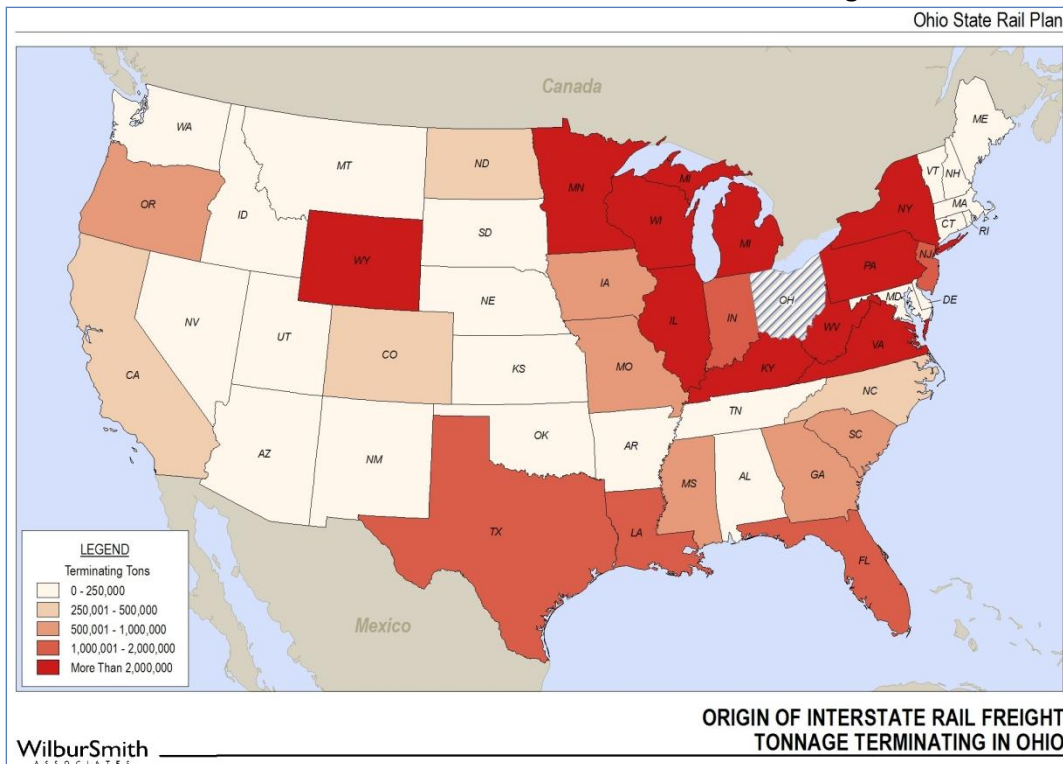 Ohio State Rail Plan
Canada
WA
MT
ND
ME
VT
NH
OR
ID
MN
MI
WI
MI
NY
MA
CT
RI
SD
WY
IA
PA
NJ
NE
NV
UT
CO
IL
IN
OH
MD
DE
WV
VA
KS
MO
KY
CA
NC
TN
AZ
NM
OK
AR
SC
MS
AL
GA
TX
LA
FL
Mexico
LEGEND
Terminating Tons
0 - 250,000
250,001 - 500,000
500,001 - 1,000,000
1,000,001 - 2,000,000
More Than 2,000,000
ORIGIN OF INTERSTATE RAIL FREIGHT
TONNAGE TERMINATING IN OHIO
WilburSmith
ASSOCIATES